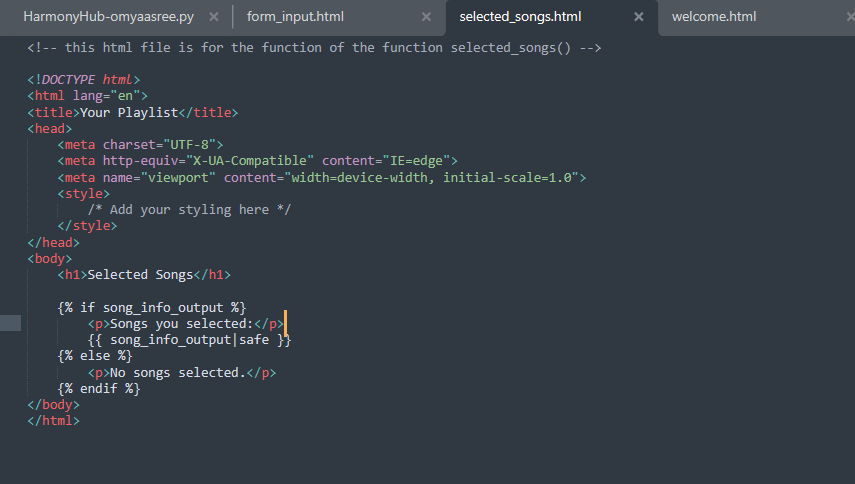 HarmonyHub-omyaasree.py × form_input.html × selected_songs.html × welcome.html ×
<!-- this html file is for the function of the function selected_songs() -->
<!DOCTYPE html>
<html lang="en">
<title>Your Playlist</title>
<head>
    <meta charset="UTF-8">
    <meta http-equiv="X-UA-Compatible" content="IE=edge">
    <meta name="viewport" content="width=device-width, initial-scale=1.0">
    <style>
        /* Add your styling here */
    </style>
</head>
<body>
    <h1>Selected Songs</h1>
    {% if song_info_output %}
        <p>Songs you selected:</p>
        {{ song_info_output|safe }}
    {% else %}
        <p>No songs selected.</p>
    {% endif %}
</body>
</html>